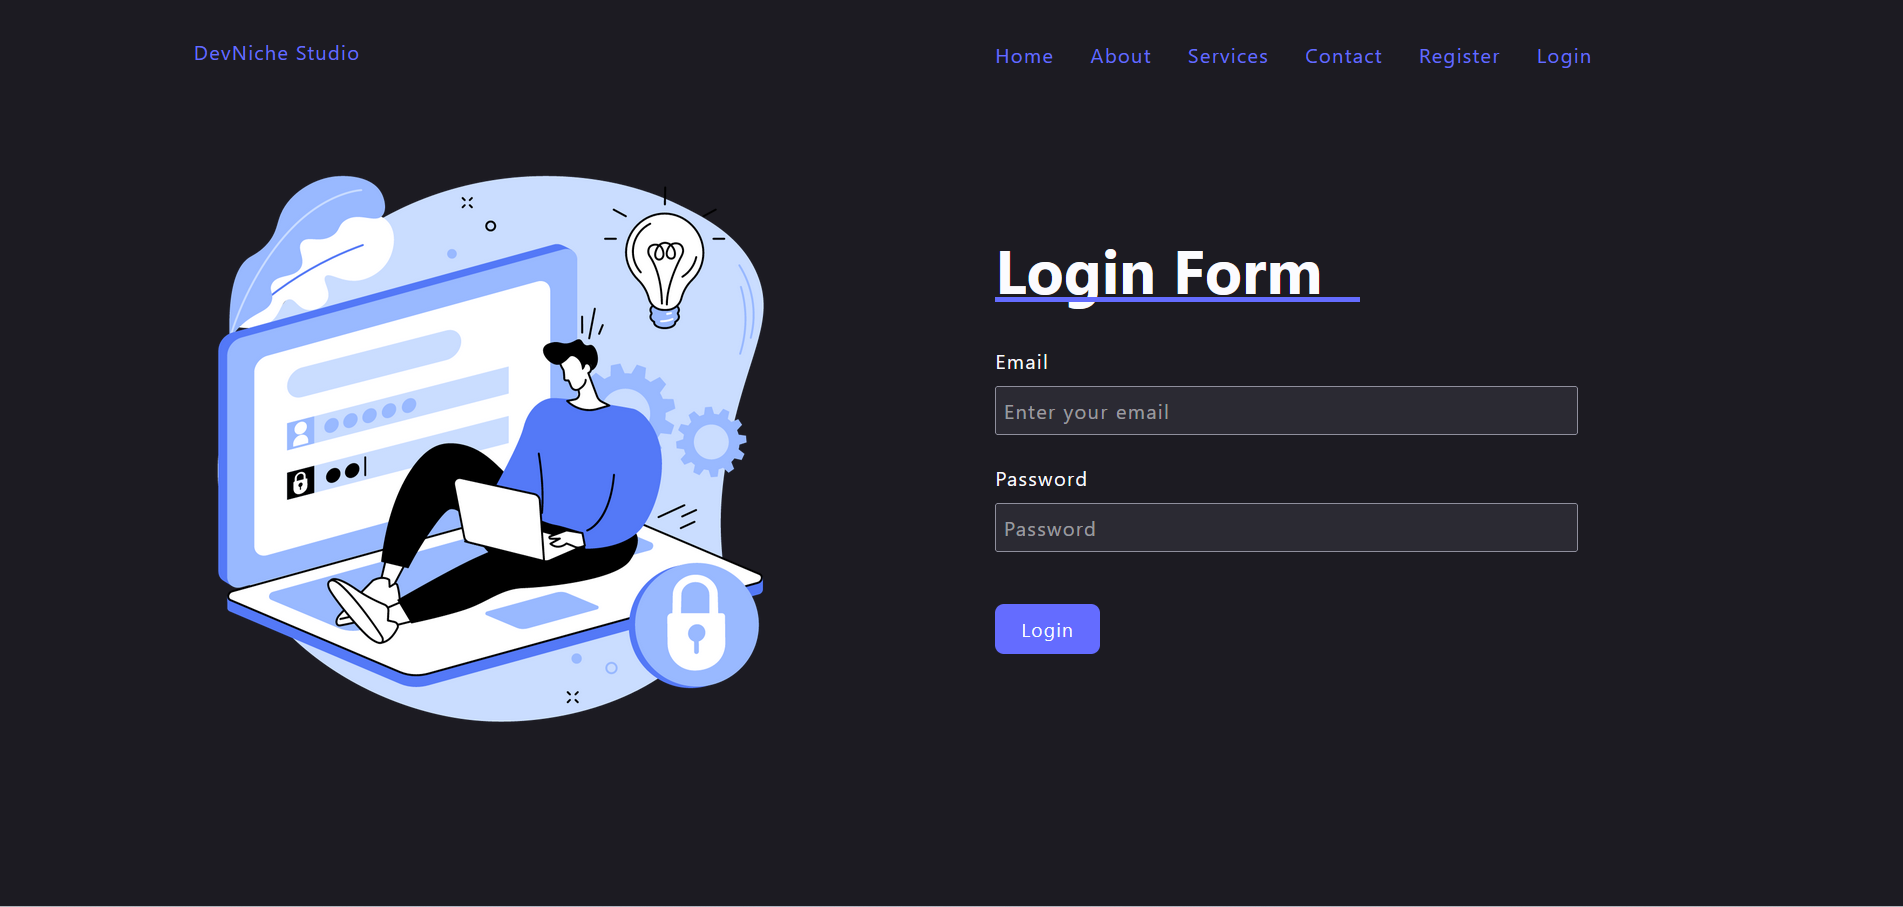 DevNiche Studio
Home About Services Contact Register Login
Login Form
Email
Enter your email
Password
Password
Login